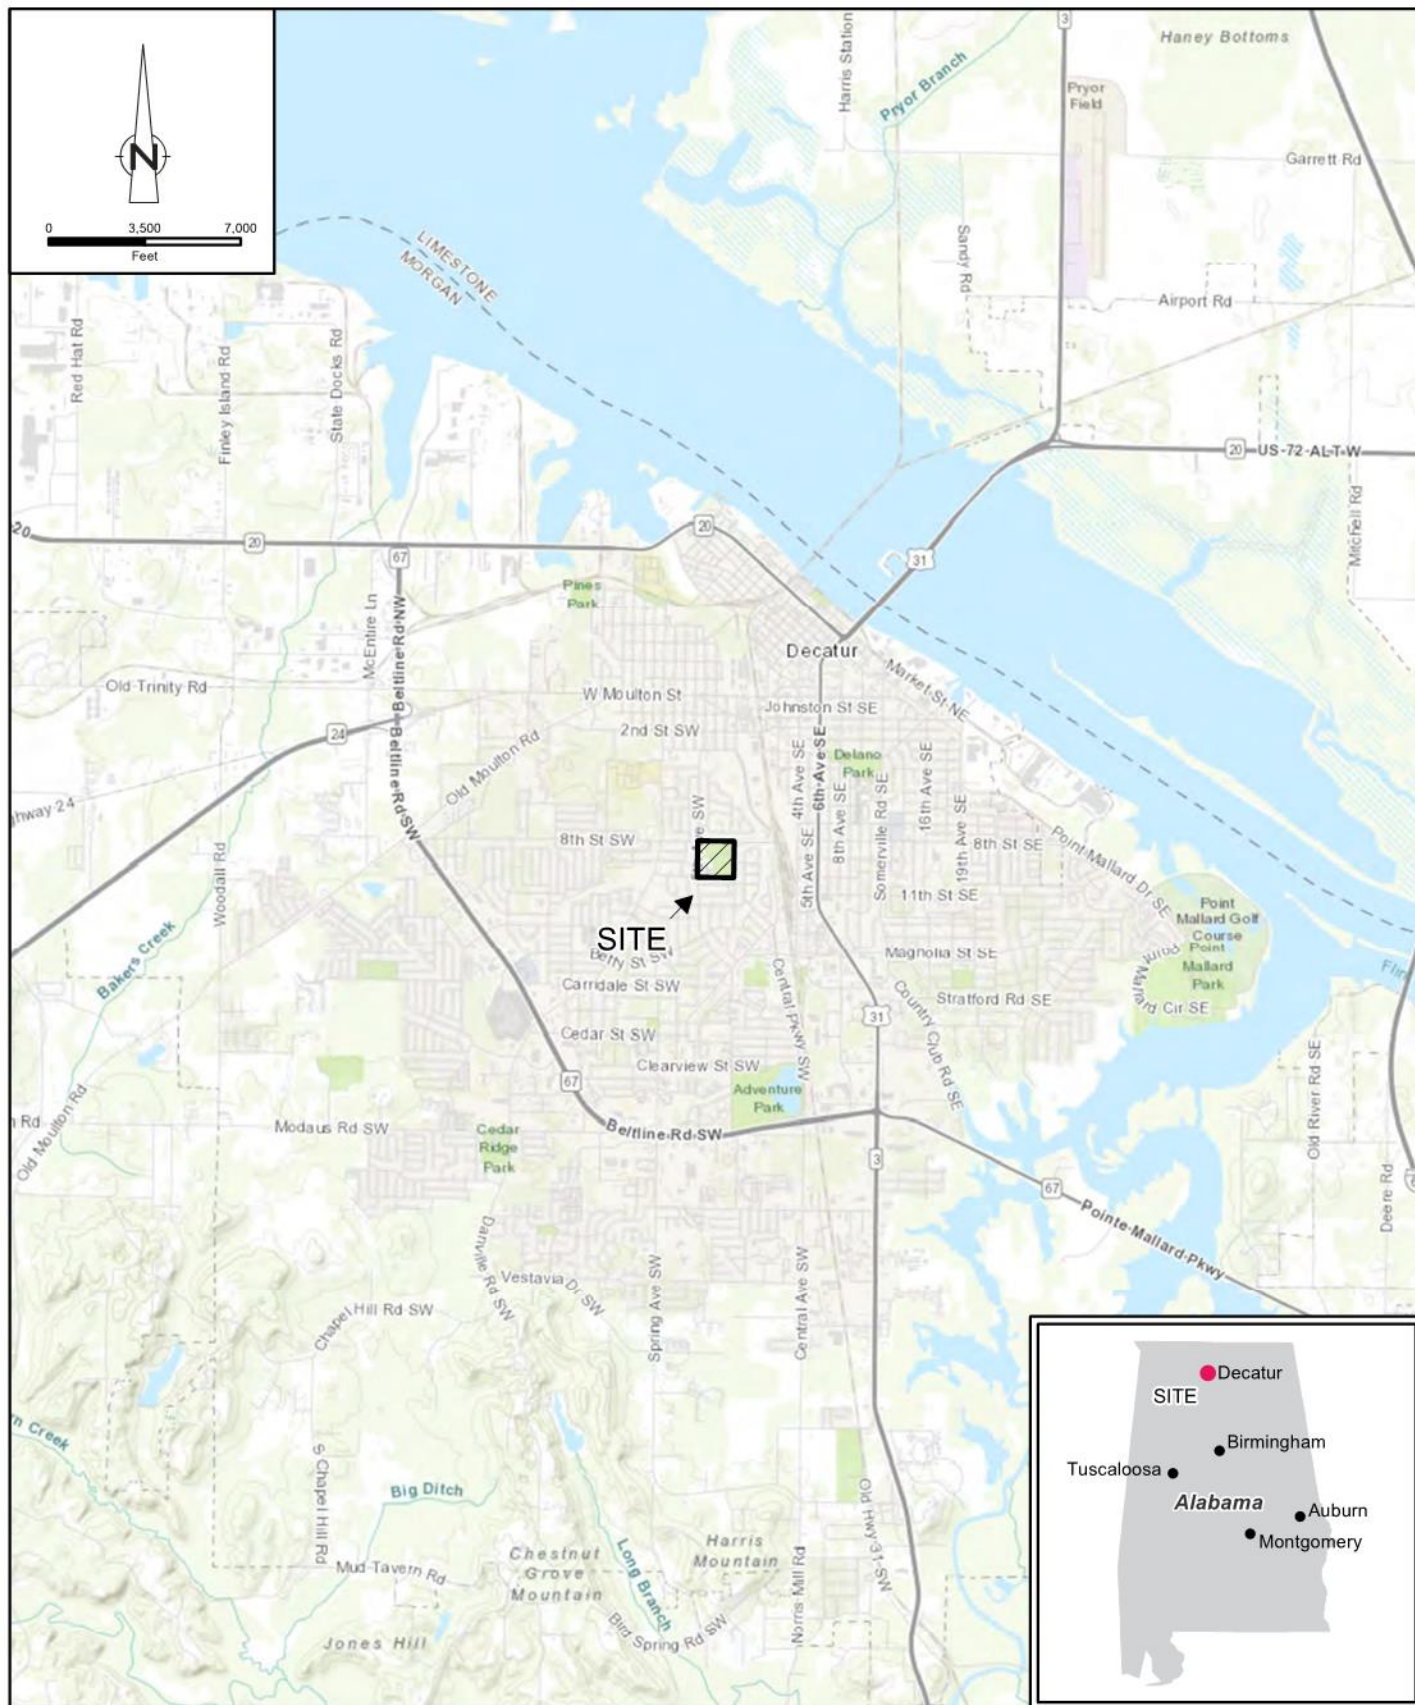 3
Haney Bottoms
Harris Station
Pryor Branch
Pryor
Field
Garrett Rd
N
0 3,500 7,000
Feet
LIMESTONE
MORGAN
Sandy Rd
Airport Rd
Red Hat Rd
Finley Island Rd
State Docks Rd
20
US-72-ALT-W
Mitchell Rd
20
20
20
67
31
McEntire Ln
Beltline-Rd-NW
Pines
Park
Decatur
Old Trinity Rd
W Moulton St
Market-St-NE
Johnston St SE
24
2nd St SW
Old Moulton Rd
Beltline-Rd-SW
4th Ave SE
6th-Ave-SE
Delano
Park
16th Ave SE
8th Ave SE
Somerville Rd SE
19th Ave SE
8th St SW
8th St SE
Point-Mallard-Dr-SE
5th Ave SE
11th St SE
Woodall Rd
Point
Mallard Golf
Course
Point
Mallard
Park
SITE
Betty St SW
Magnolia St SE
Bakers Creek
Central Pkwy SW
Carridale St SW
Stratford Rd SE
Point Mallard Cir SE
Country Club Rd SE
31
Cedar St SW
Clearview St SW
Old River Rd SE
67
Adventure
Park
Old Moulton Rd
Modaus Rd SW
Cedar
Ridge
Park
Beltline-Rd-SW
3
67
Pointe-Mallard-Pkwy
Deere Rd
Danville Rd SW
Vestavia Dr SW
Spring Ave SW
Central Ave SW
Chapel Hill Rd SW
S Chapel Hill Rd
Big Ditch
Old Hwy-31-SW
Mud Tavern Rd
Chestnut
Grove
Mountain
Long Branch
Harris
Mountain
Norris Mill Rd
Bird Spring Rd SW
Jones Hill
Decatur
SITE
Birmingham
Tuscaloosa
Alabama
Auburn
Montgomery